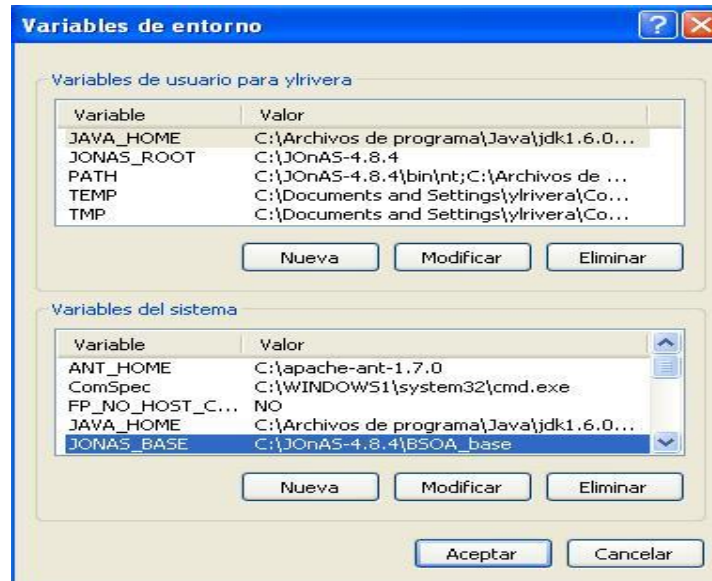 Variables de entorno
Variables de usuario para ylrivera
Variable Valor
JAVA_HOME C:\Archivos de programa\Java\jdk1.6.0...
JONAS_ROOT C:\JOnAS-4.8.4
PATH C:\JOnAS-4.8.4\bin\nt;C:\Archivos de ...
TEMP C:\Documents and Settings\ylrivera\Co...
TMP C:\Documents and Settings\ylrivera\Co...
Nueva Modificar Eliminar
Variables del sistema
Variable Valor
ANT_HOME C:\apache-ant-1.7.0
ComSpec C:\WINDOWS1\system32\cmd.exe
FP_NO_HOST_C... NO
JAVA_HOME C:\Archivos de programa\Java\jdk1.6.0...
JONAS_BASE C:\JOnAS-4.8.4\BSOA_base
Nueva Modificar Eliminar
Aceptar Cancelar